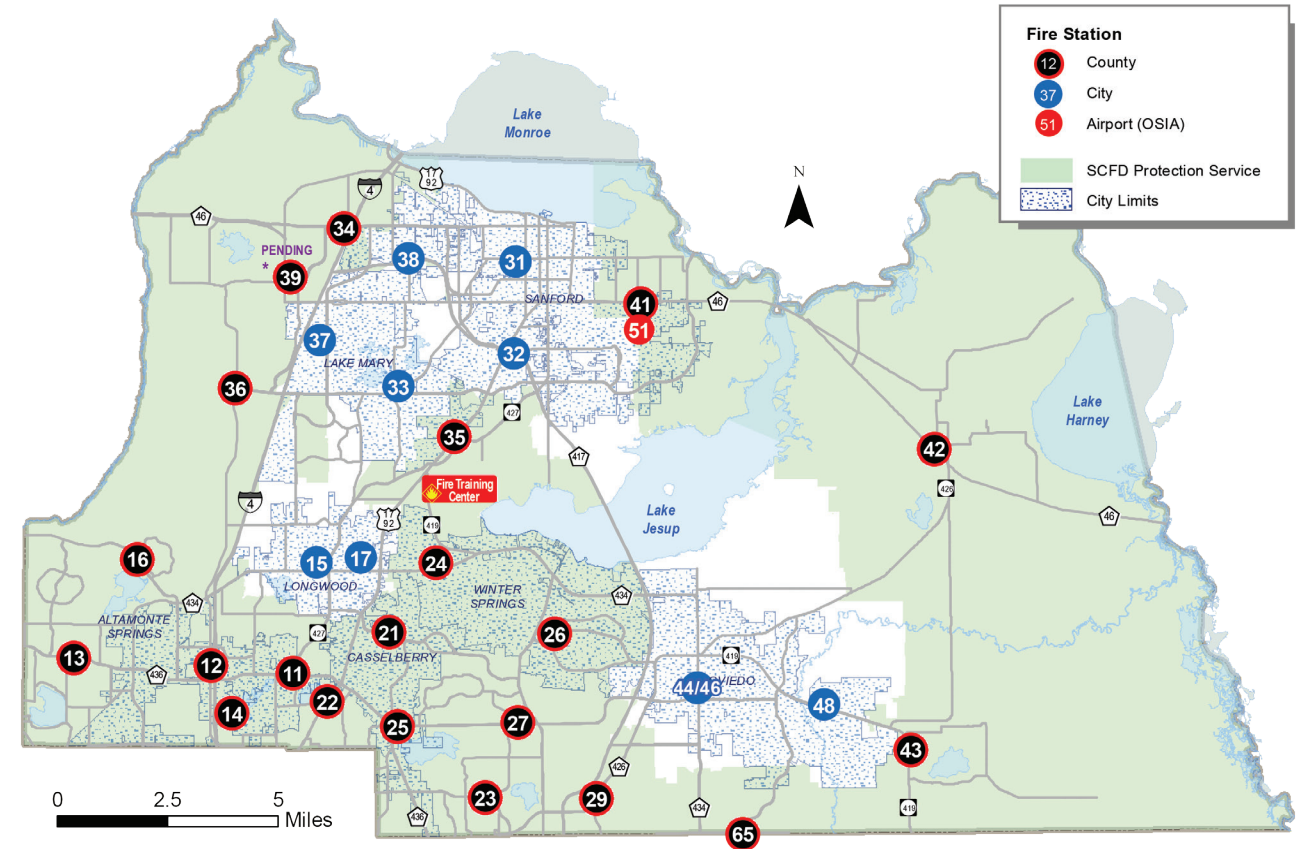 Fire Station
12 County
37 City
51 Airport (OSIA)
SCFD Protection Service
City Limits
Lake
Monroe
N
17
92
4
46
34
PENDING
*
39
38
31
SANFORD
41
46
51
37
LAKE MARY
32
33
36
427
35
Lake
Harney
42
417
Fire Training
Center
426
4
17
92
419
Lake
Jesup
46
16
15
17
24
LONGWOOD
WINTER
SPRINGS
434
434
ALTAMONTE
SPRINGS
427
21
26
CASSELBERRY
13
12
436
11
419
44/46
VIEDO
22
14
48
25
27
43
426
23
29
434
419
436
65
0 2.5 5
Miles